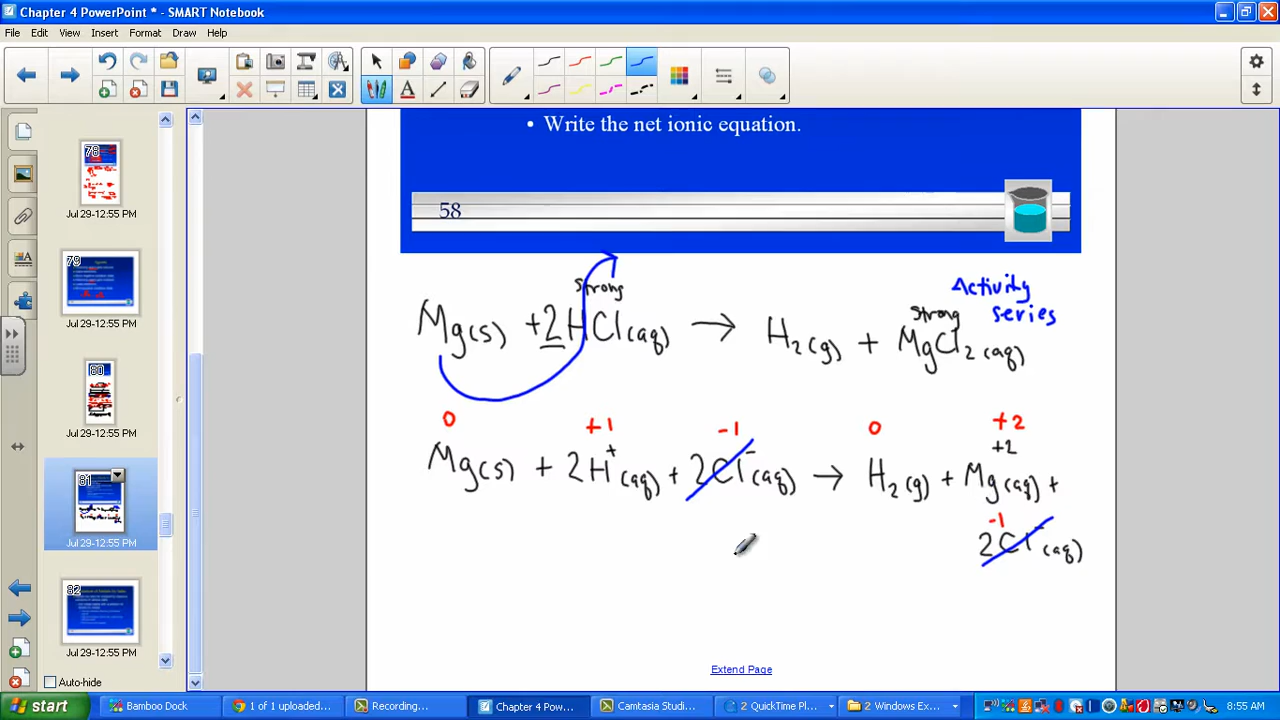 Chapter 4 PowerPoint * - SMART Notebook
File Edit View Insert Format Draw Help
A
78
Jul 29-12:55 PM
79
Jul 29-12:55 PM
80
Jul 29-12:55 PM
81
Jul 29-12:55 PM
82
Jul 29-12:55 PM
Auto-hide
• Write the net ionic equation.
58
strong
Activity
series
strong
Mg(s) + 2HCl(aq) → H₂(g) + MgCl₂(aq)
0 +1 -1 0 +2
Mg(s) + 2H⁺(aq) + 2Cl⁻(aq) → H₂(g) + Mg⁺²(aq) +
-1
2Cl⁻(aq)
Extend Page
start Bamboo Dock 1 of 1 uploaded... Recording... Chapter 4 Pow... Camtasia Studi... 2 QuickTime Pl... 2 Windows Ex... 8:55 AM